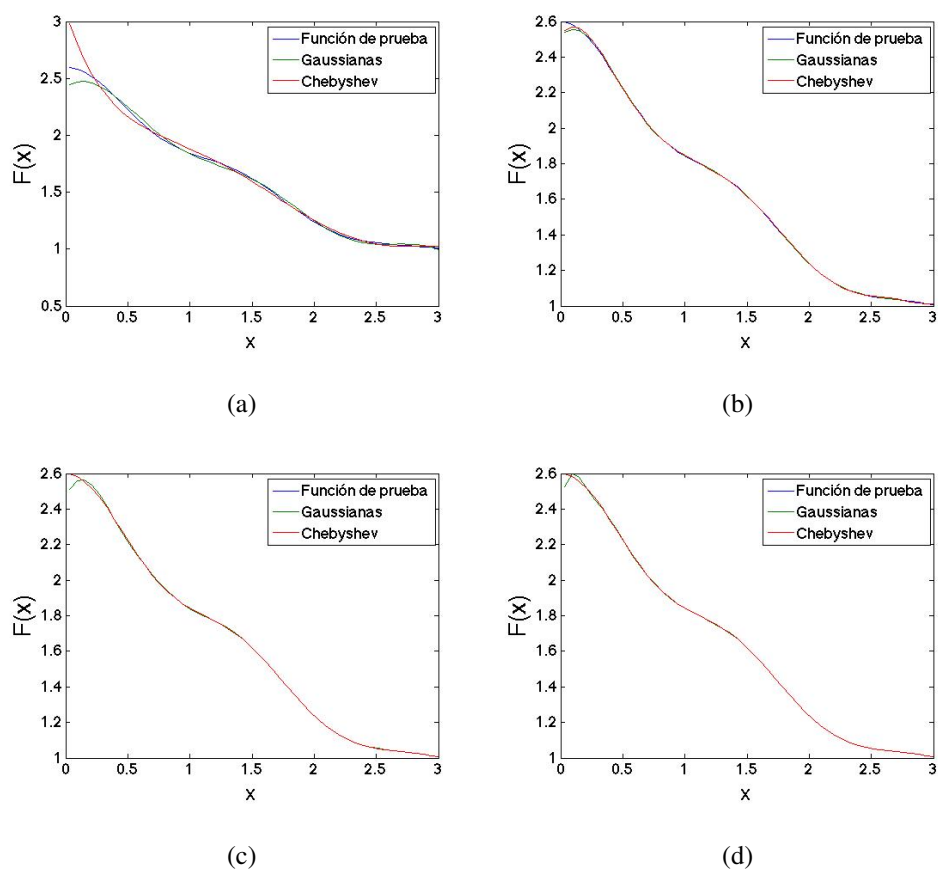 3
2.5
2
1.5
1
0.5
F(x)
0 0.5 1 1.5 2 2.5 3
x
Función de prueba
Gaussianas
Chebyshev
(a)
2.6
2.4
2.2
2
1.8
1.6
1.4
1.2
1
F(x)
0 0.5 1 1.5 2 2.5 3
x
Función de prueba
Gaussianas
Chebyshev
(b)
2.6
2.4
2.2
2
1.8
1.6
1.4
1.2
1
F(x)
0 0.5 1 1.5 2 2.5 3
x
Función de prueba
Gaussianas
Chebyshev
(c)
2.6
2.4
2.2
2
1.8
1.6
1.4
1.2
1
F(x)
0 0.5 1 1.5 2 2.5 3
x
Función de prueba
Gaussianas
Chebyshev
(d)